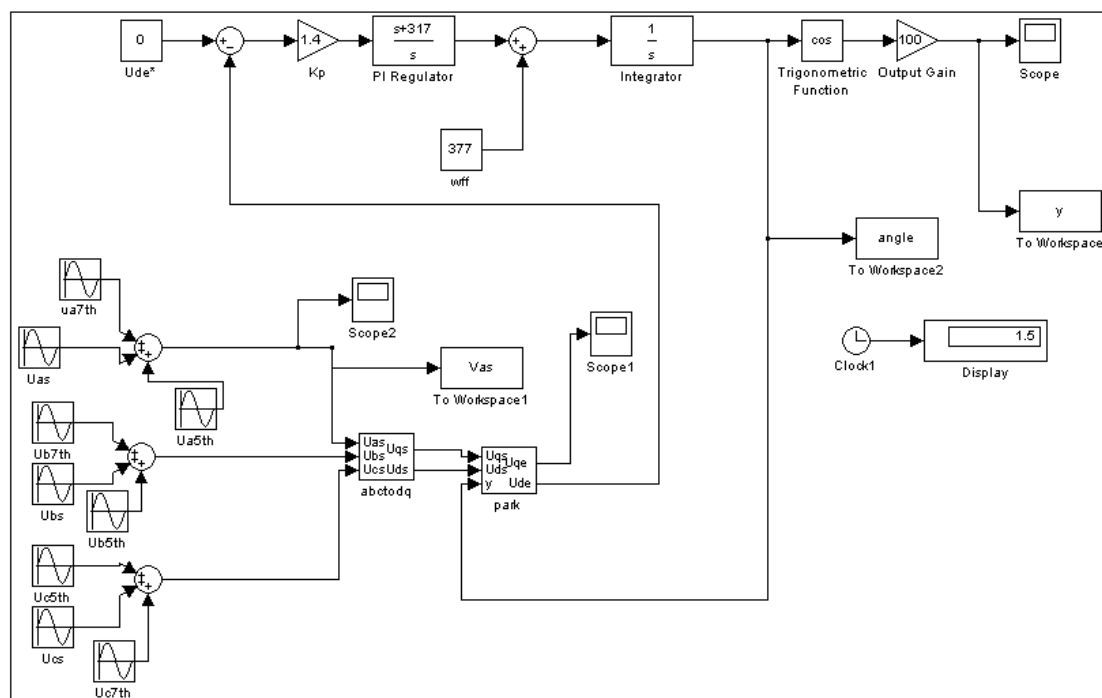 0
Ude*
+
−
1.4
Kp
s+317
s
PI Regulator
+
+
377
wff
1
s
Integrator
cos
Trigonometric
Function
100
Output Gain
Scope
y
To Workspace
angle
To Workspace2
Clock1
1.5
Display
ua7th
Uas
Ua5th
Scope2
Vas
To Workspace1
Scope1
Ub7th
Ubs
Ub5th
Uc5th
Ucs
Uc7th
Uas
Ubs
Ucs
Uqs
Uds
abctodq
Uqs
Uds
y
Uqe
Ude
park